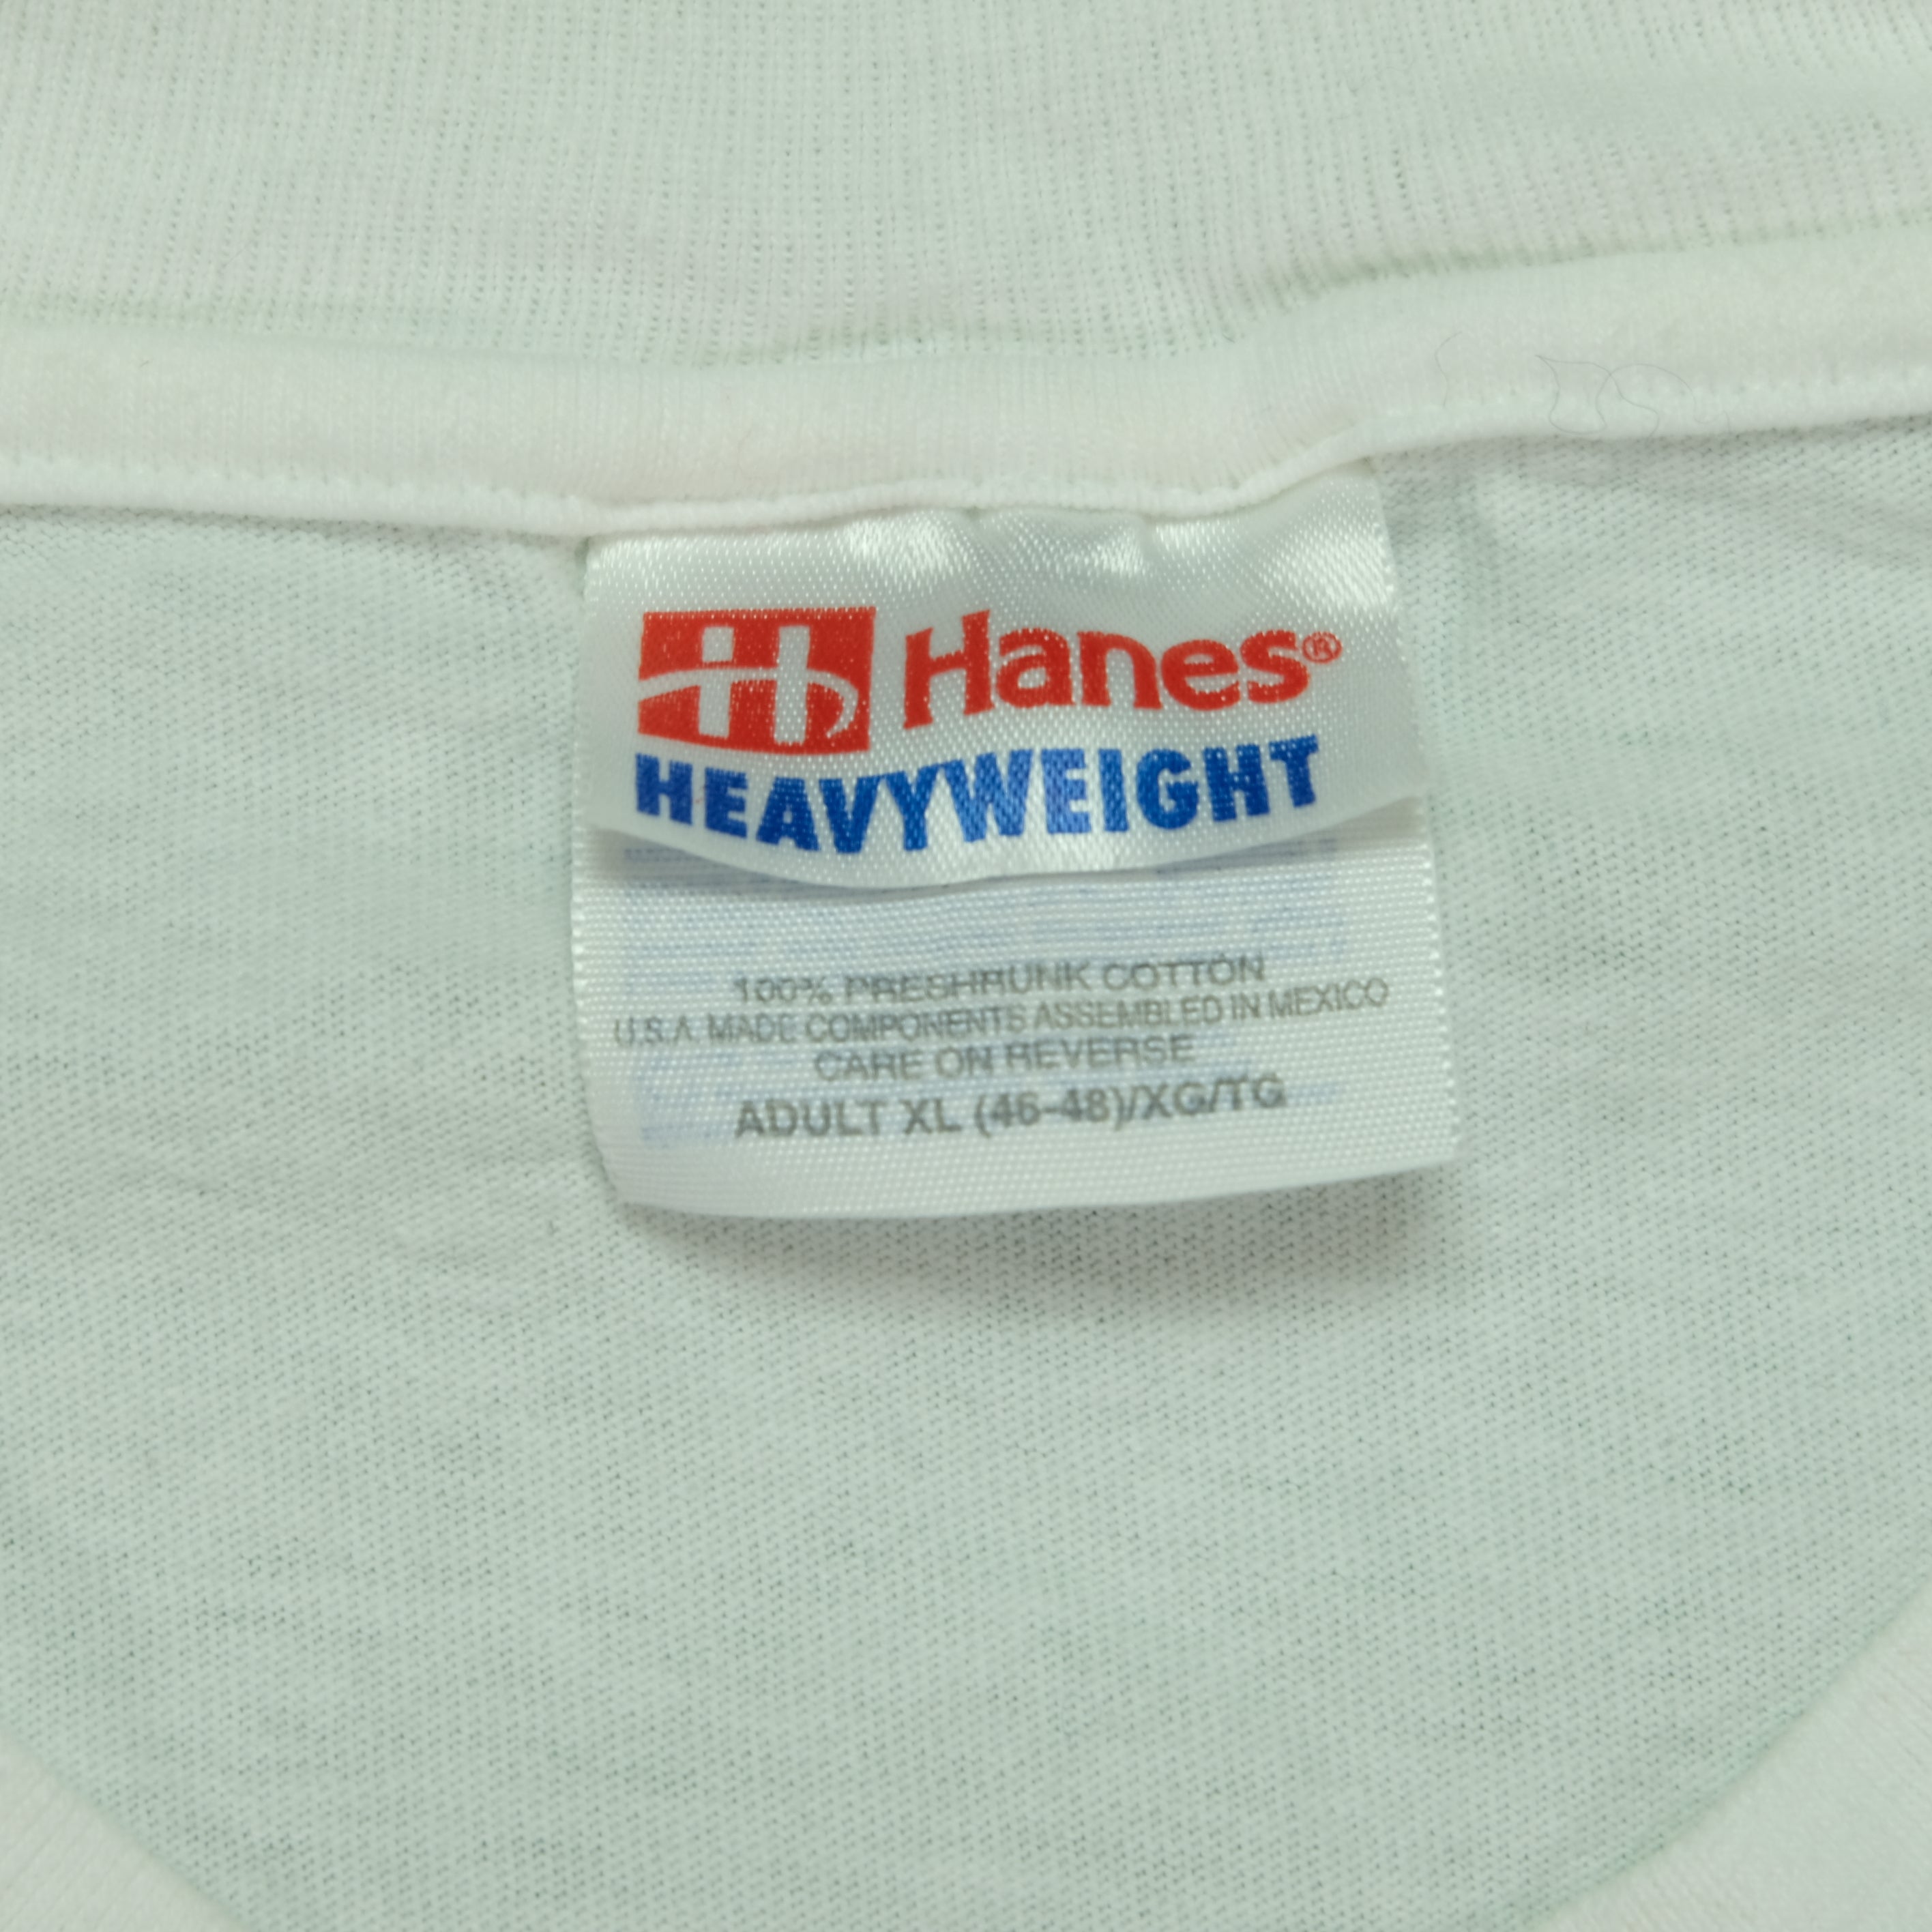 Hanes®
HEAVYWEIGHT
100% PRESHRUNK COTTON
U.S.A. MADE COMPONENTS ASSEMBLED IN MEXICO
CARE ON REVERSE
ADULT XL (46-48)/XG/TG